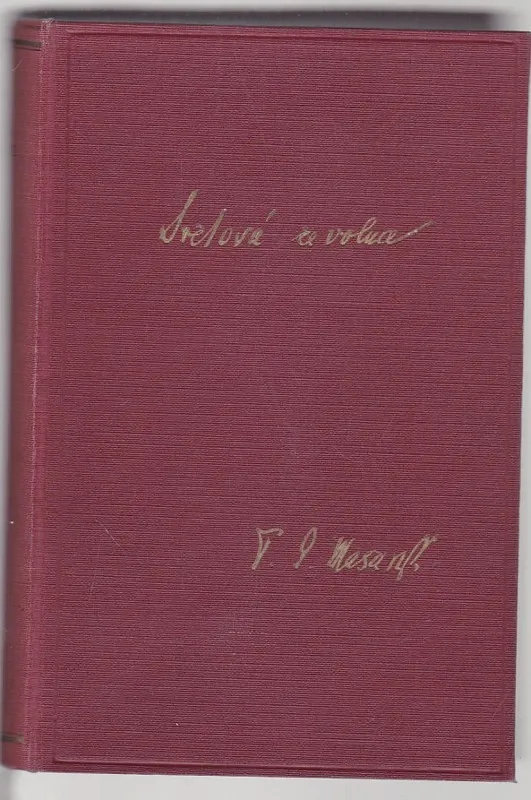 Světová revoluce
T. G. Masaryk